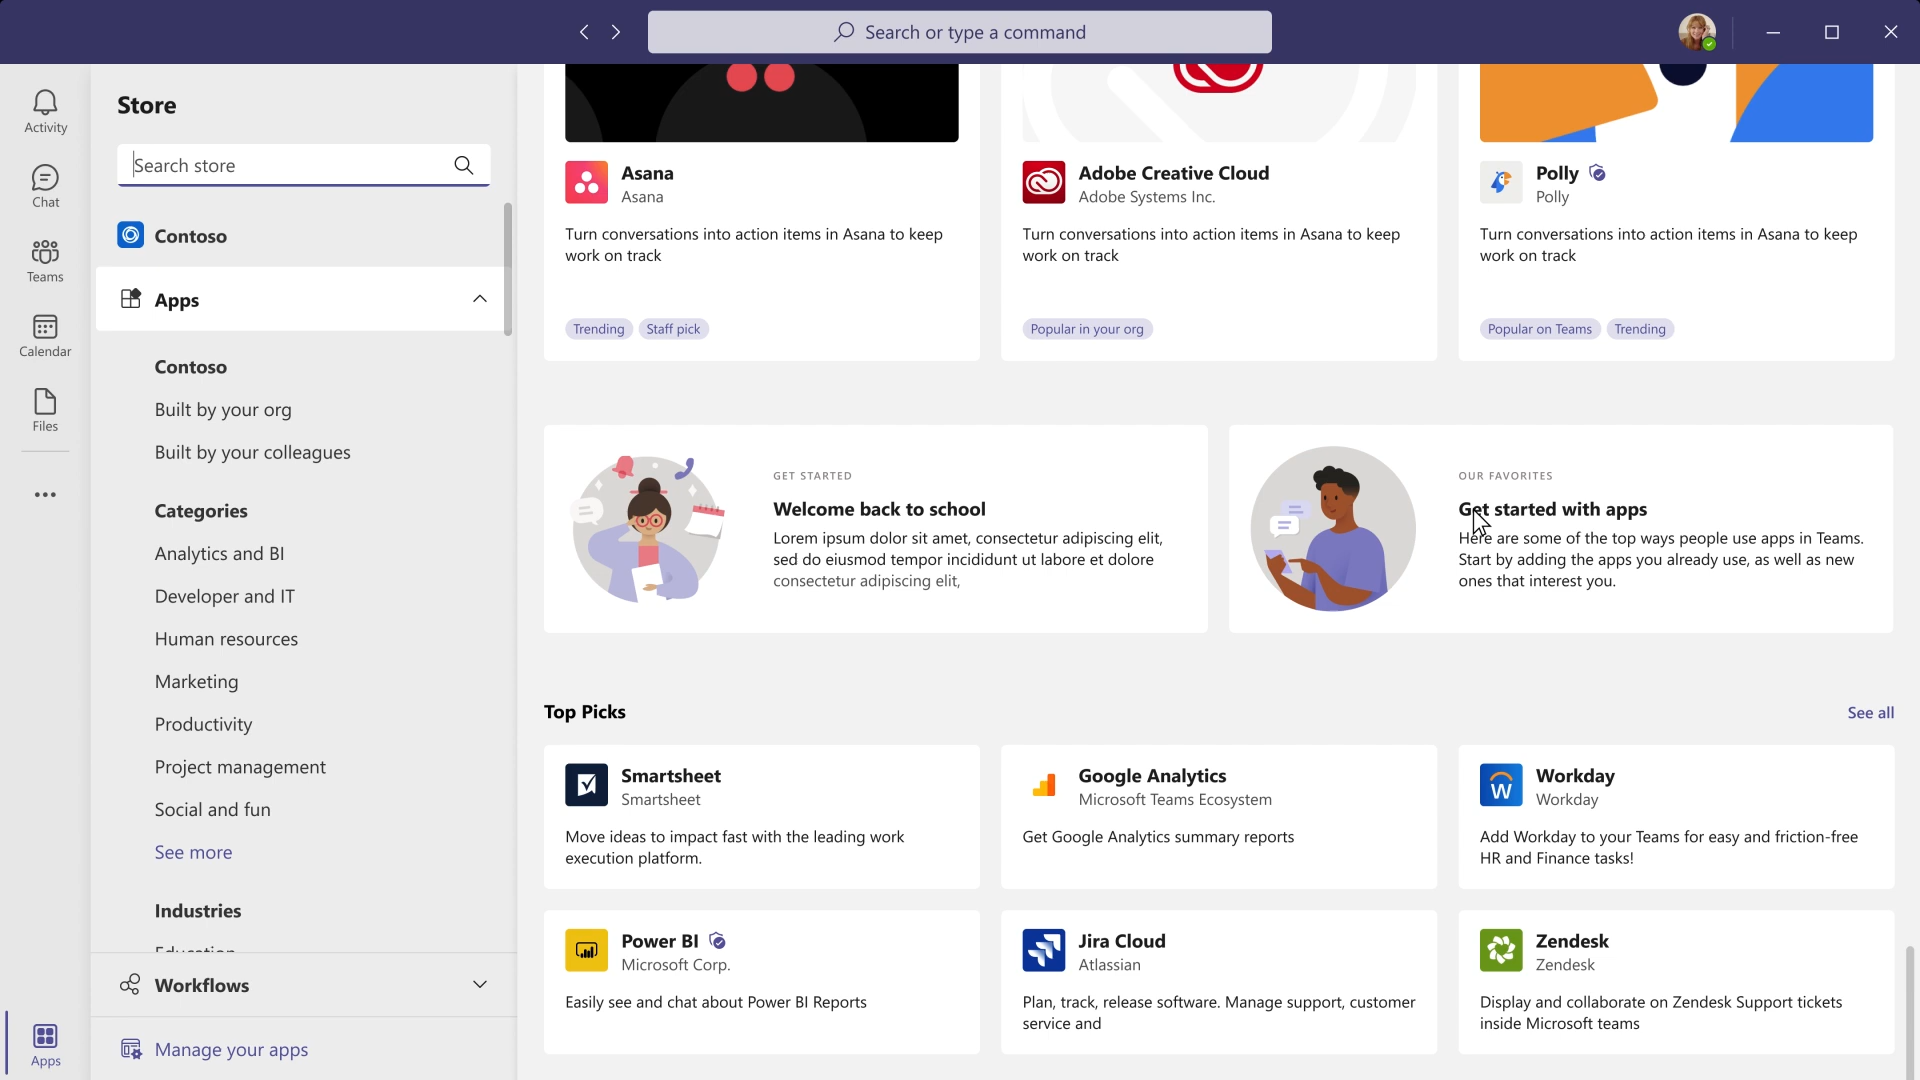 Search or type a command
Activity
Chat
Teams
Calendar
Files
Apps
Store
Search store
Contoso
Apps
Contoso
Built by your org
Built by your colleagues
Categories
Analytics and BI
Developer and IT
Human resources
Marketing
Productivity
Project management
Social and fun
See more
Industries
Education
Workflows
Manage your apps
Asana
Asana
Turn conversations into action items in Asana to keep
work on track
Trending
Staff pick
Adobe Creative Cloud
Adobe Systems Inc.
Turn conversations into action items in Asana to keep
work on track
Popular in your org
Polly
Polly
Turn conversations into action items in Asana to keep
work on track
Popular on Teams
Trending
GET STARTED
Welcome back to school
Lorem ipsum dolor sit amet, consectetur adipiscing elit,
sed do eiusmod tempor incididunt ut labore et dolore
consectetur adipiscing elit,
OUR FAVORITES
Get started with apps
Here are some of the top ways people use apps in Teams.
Start by adding the apps you already use, as well as new
ones that interest you.
Top Picks
See all
Smartsheet
Smartsheet
Move ideas to impact fast with the leading work
execution platform.
Google Analytics
Microsoft Teams Ecosystem
Get Google Analytics summary reports
Workday
Workday
Add Workday to your Teams for easy and friction-free
HR and Finance tasks!
Power BI
Microsoft Corp.
Easily see and chat about Power BI Reports
Jira Cloud
Atlassian
Plan, track, release software. Manage support, customer
service and
Zendesk
Zendesk
Display and collaborate on Zendesk Support tickets
inside Microsoft teams